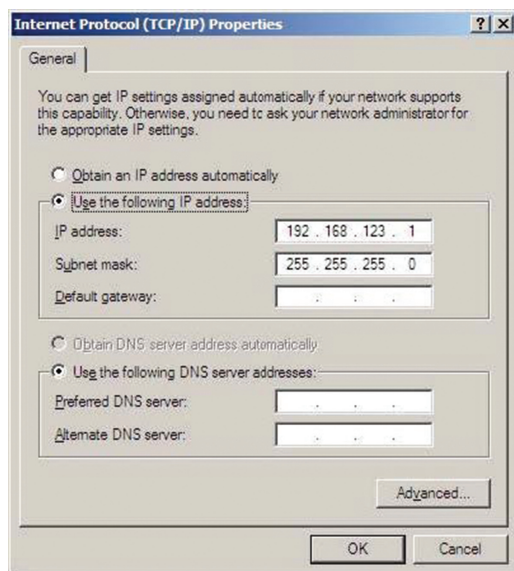 Internet Protocol (TCP/IP) Properties
General
You can get IP settings assigned automatically if your network supports
this capability. Otherwise, you need to ask your network administrator for
the appropriate IP settings.
Obtain an IP address automatically
Use the following IP address:
IP address: 192 . 168 . 123 . 1
Subnet mask: 255 . 255 . 255 . 0
Default gateway: . . .
Obtain DNS server address automatically
Use the following DNS server addresses:
Preferred DNS server: . . .
Alternate DNS server: . . .
Advanced...
OK Cancel